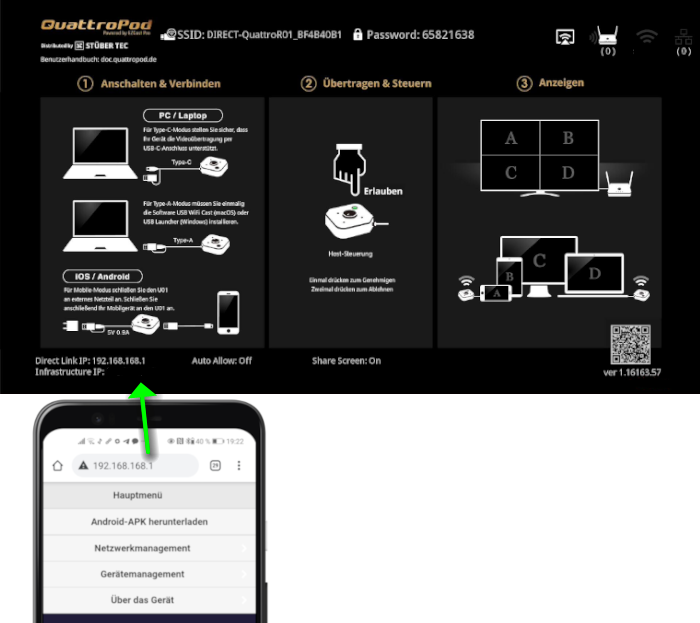 QuattroPod
Powered by EZCast Pro
Distributed by STÜBER TEC
Benutzerhandbuch: doc.quattropod.de
SSID: DIRECT-QuattroR01_BF4B40B1
Password: 65821638
(0)
(0)
1 Anschalten & Verbinden
PC / Laptop
Für Type-C-Modus stellen Sie sicher, dass
Ihr Gerät die Videoübertragung per
USB-C-Anschluss unterstützt.
Type-C
Für Type-A-Modus müssen Sie einmalig
die Software USB Wifi Cast (macOS) oder
USB Launcher (Windows) installieren.
Type-A
IOS / Android
Für Mobile-Modus schließen Sie den U01
an externes Netzteil an. Schließen Sie
anschließend Ihr Mobilgerät an den U01 an.
5V 0.9A
2 Übertragen & Steuern
Erlauben
Host-Steuerung
Einmal drücken zum Genehmigen
Zweimal drücken zum Ablehnen
3 Anzeigen
A B
C D
A B C D
Direct Link IP: 192.168.168.1
Auto Allow: Off
Share Screen: On
Infrastructure IP:
ver 1.16163.57
40 % 19:22
192.168.168.1
25
Hauptmenü
Android-APK herunterladen
Netzwerkmanagement
Gerätemanagement
Über das Gerät